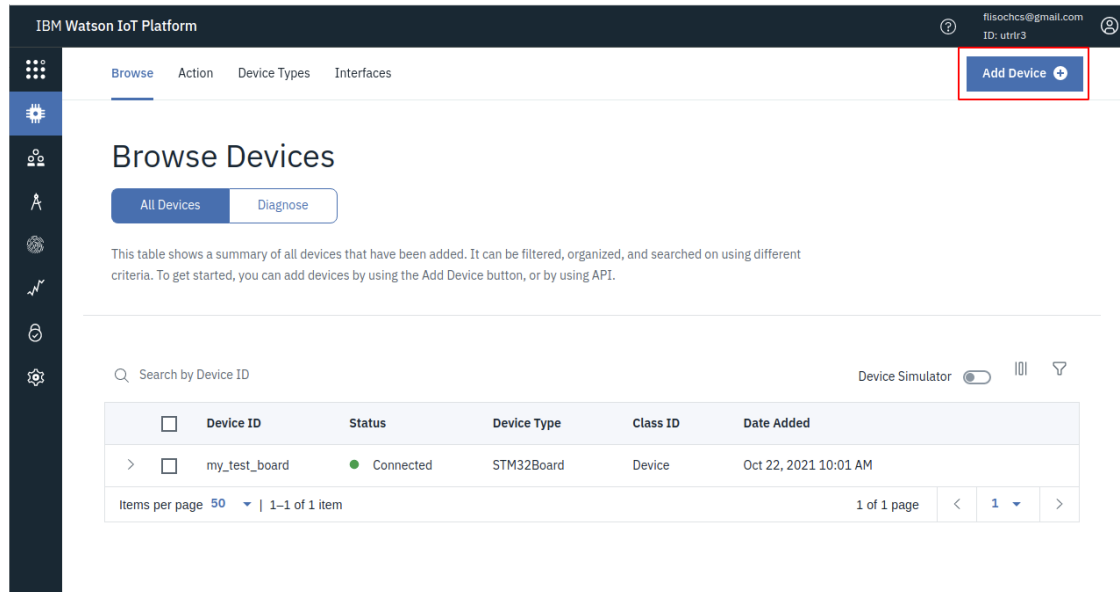 IBM Watson IoT Platform
flisochcs@gmail.com
ID: utrlr3
Browse Action Device Types Interfaces
Add Device
Browse Devices
All Devices Diagnose
This table shows a summary of all devices that have been added. It can be filtered, organized, and searched on using different
criteria. To get started, you can add devices by using the Add Device button, or by using API.
Search by Device ID
Device Simulator
Device ID Status Device Type Class ID Date Added
my_test_board Connected STM32Board Device Oct 22, 2021 10:01 AM
Items per page 50 | 1–1 of 1 item 1 of 1 page 1